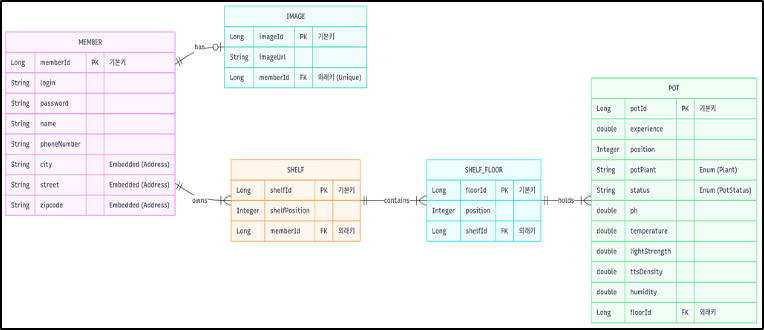 MEMBER
Long memberId PK 기본키
String login
String password
String name
String phoneNumber
String city Embedded (Address)
String street Embedded (Address)
String zipcode Embedded (Address)
has
IMAGE
Long imageId PK 기본키
String imageUrl
Long memberId FK 외래키 (Unique)
owns
SHELF
Long shelfId PK 기본키
Integer shelfPosition
Long memberId FK 외래키
contains
SHELF_FLOOR
Long floorId PK 기본키
Integer position
Long shelfId FK 외래키
holds
POT
Long potId PK 기본키
double experience
Integer position
String potPlant Enum (Plant)
String status Enum (PotStatus)
double ph
double temperature
double lightStrength
double ttsDensity
double humidity
Long floorId FK 외래키